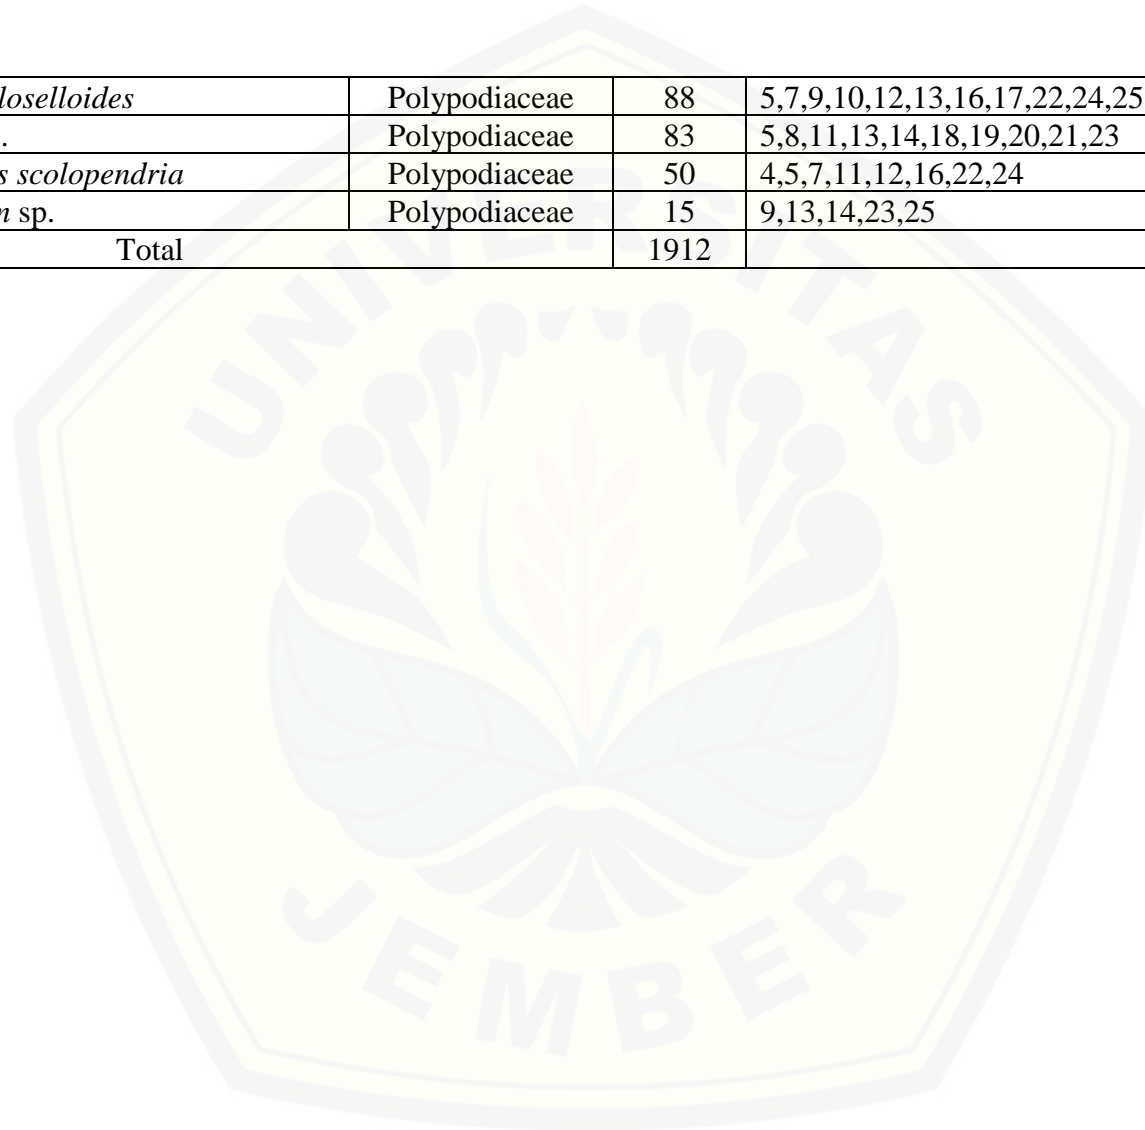 loselloides Polypodiaceae 88 5,7,9,10,12,13,16,17,22,24,25
. Polypodiaceae 83 5,8,11,13,14,18,19,20,21,23
s scolopendria Polypodiaceae 50 4,5,7,11,12,16,22,24
n sp. Polypodiaceae 15 9,13,14,23,25
Total 1912
UNIVERSITAS
JEMBER